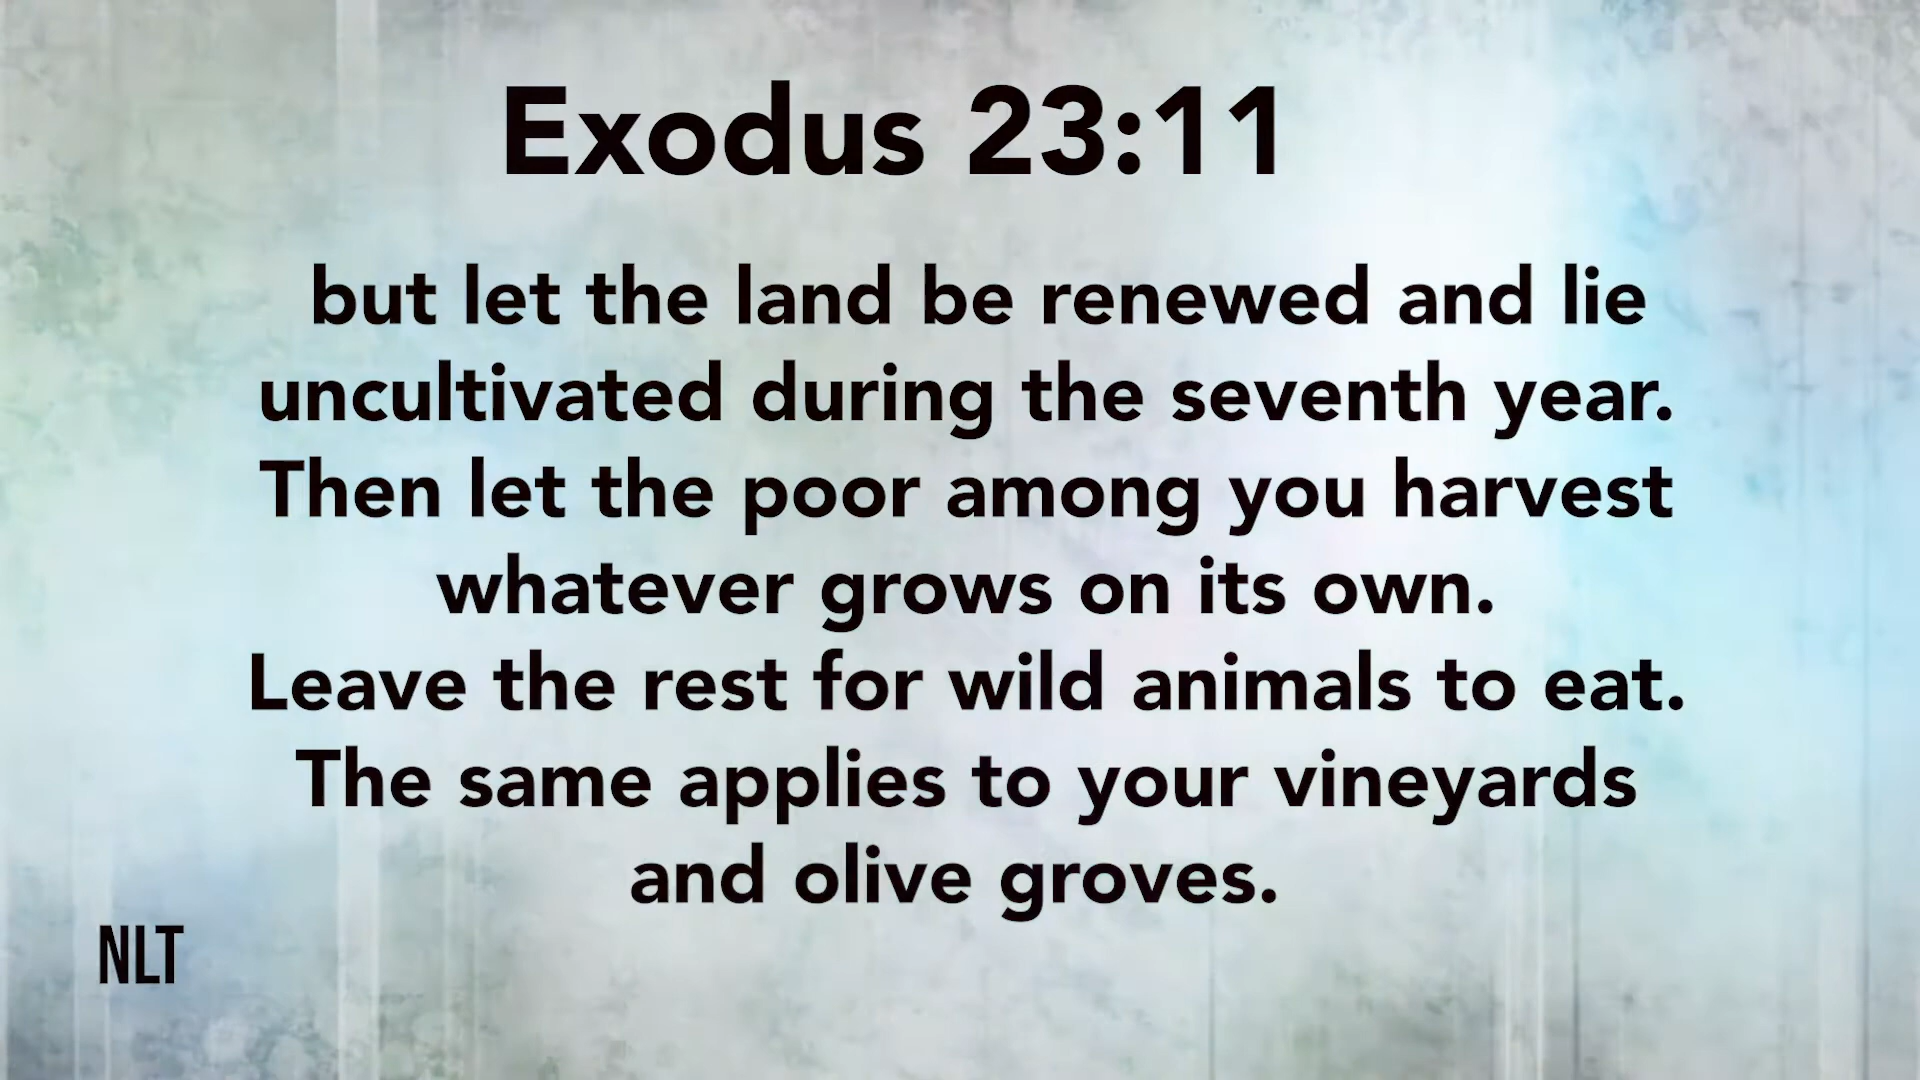 Exodus 23:11
but let the land be renewed and lie
uncultivated during the seventh year.
Then let the poor among you harvest
whatever grows on its own.
Leave the rest for wild animals to eat.
The same applies to your vineyards
and olive groves.
NLT